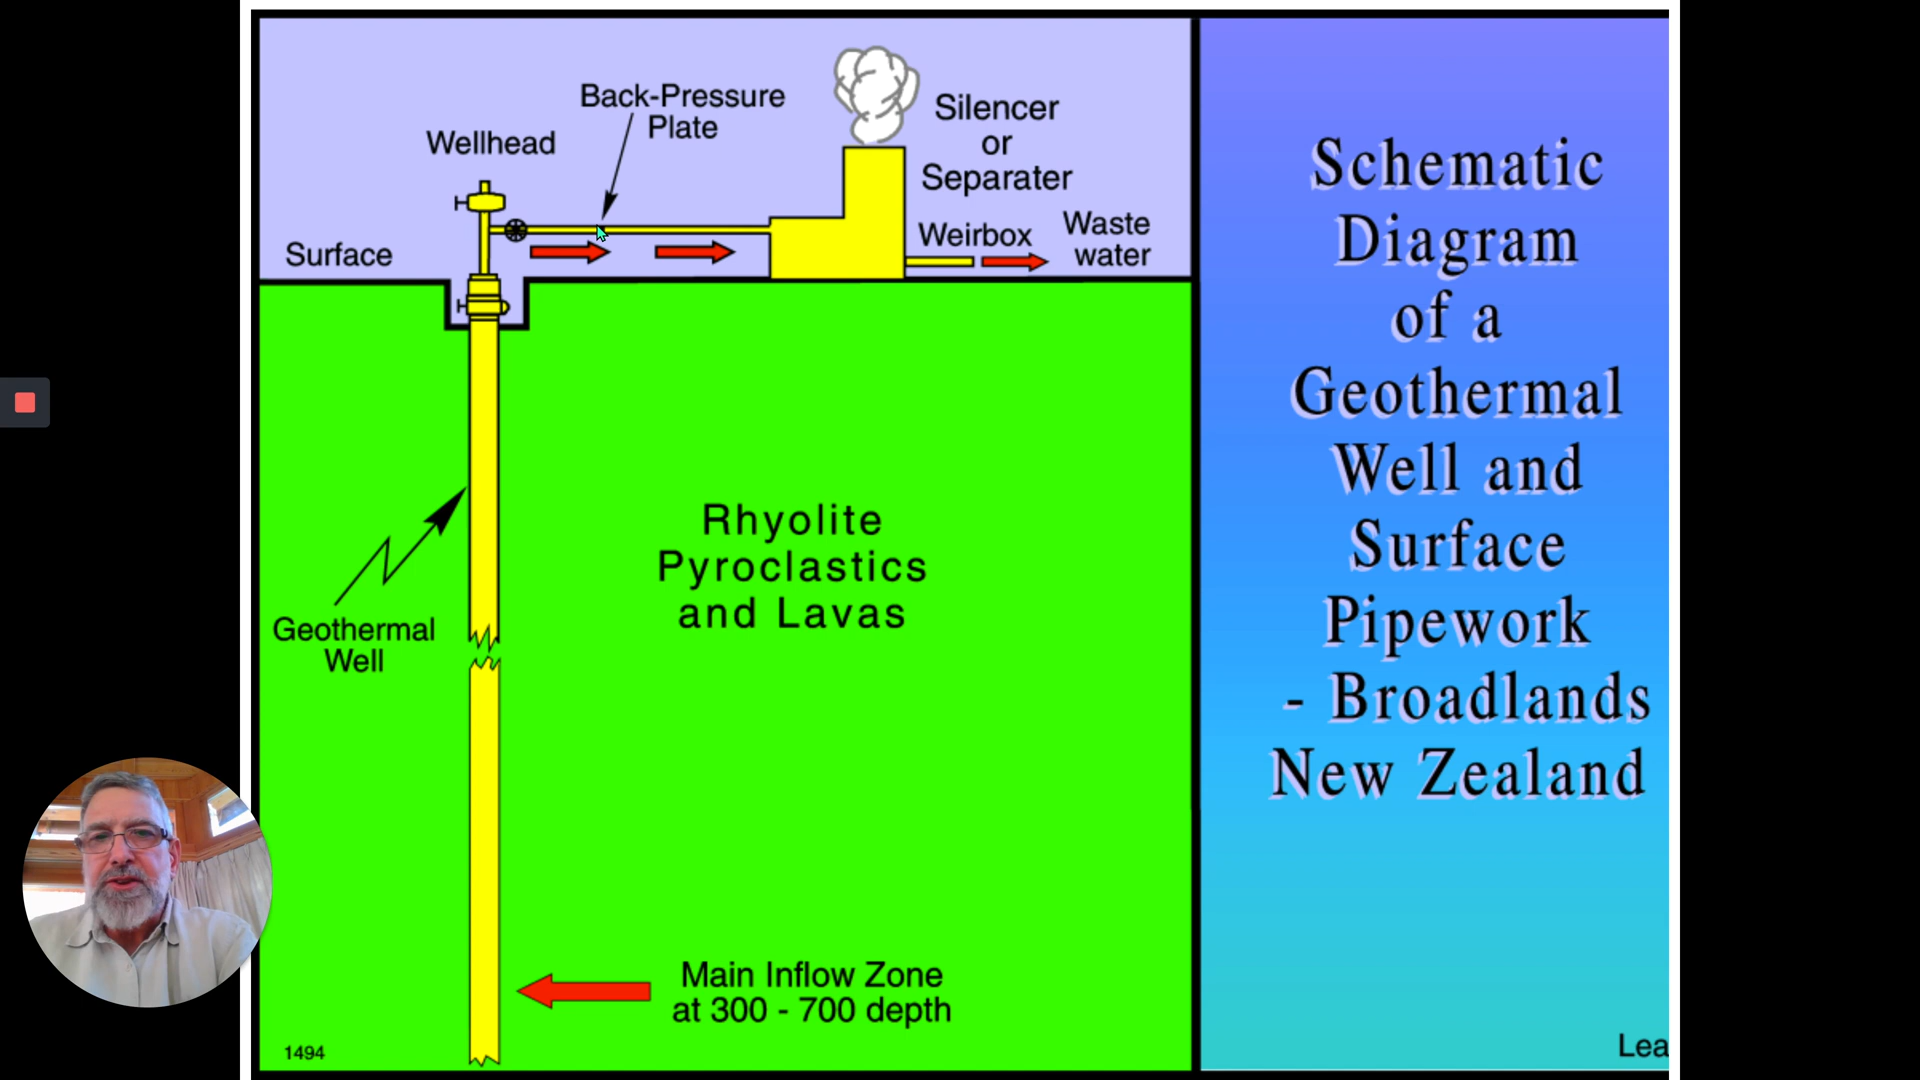 Back-Pressure
Plate
Wellhead
Silencer
or
Separater
Surface
Weirbox
Waste
water
Geothermal
Well
Rhyolite
Pyroclastics
and Lavas
Main Inflow Zone
at 300 - 700 depth
1494
Schematic
Diagram
of a
Geothermal
Well and
Surface
Pipework
- Broadlands
New Zealand
Lea